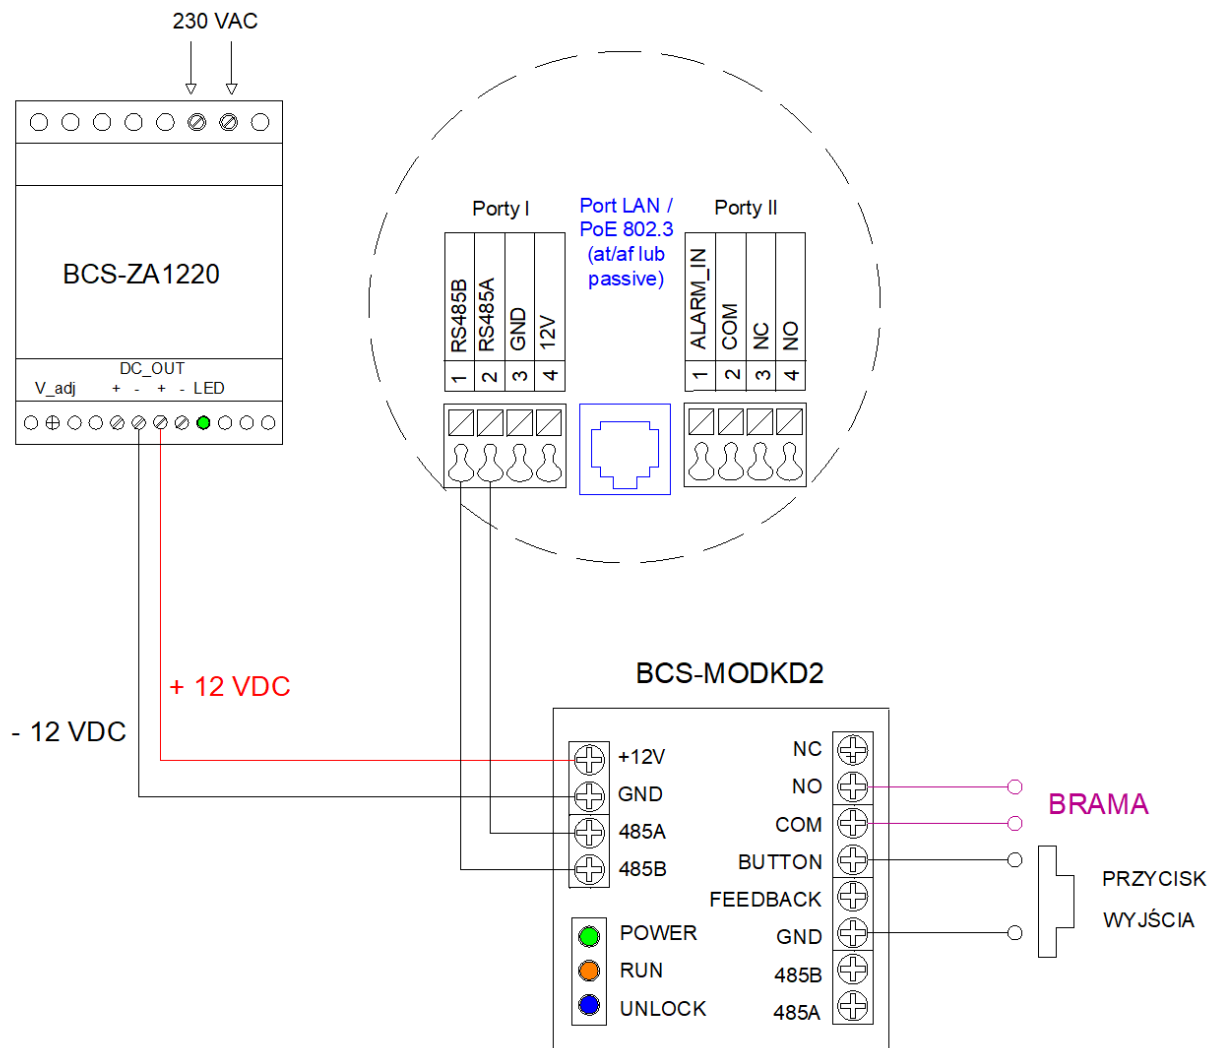 230 VAC
BCS-ZA1220
DC_OUT
V_adj + - + - LED
Porty I
RS485B
RS485A
GND
12V
1 2 3 4
Port LAN /
PoE 802.3
(at/af lub
passive)
Porty II
ALARM_IN
COM
NC
NO
1 2 3 4
+ 12 VDC
- 12 VDC
BCS-MODKD2
+12V
GND
485A
485B
POWER
RUN
UNLOCK
NC
NO
COM
BUTTON
FEEDBACK
GND
485B
485A
BRAMA
PRZYCISK
WYJŚCIA